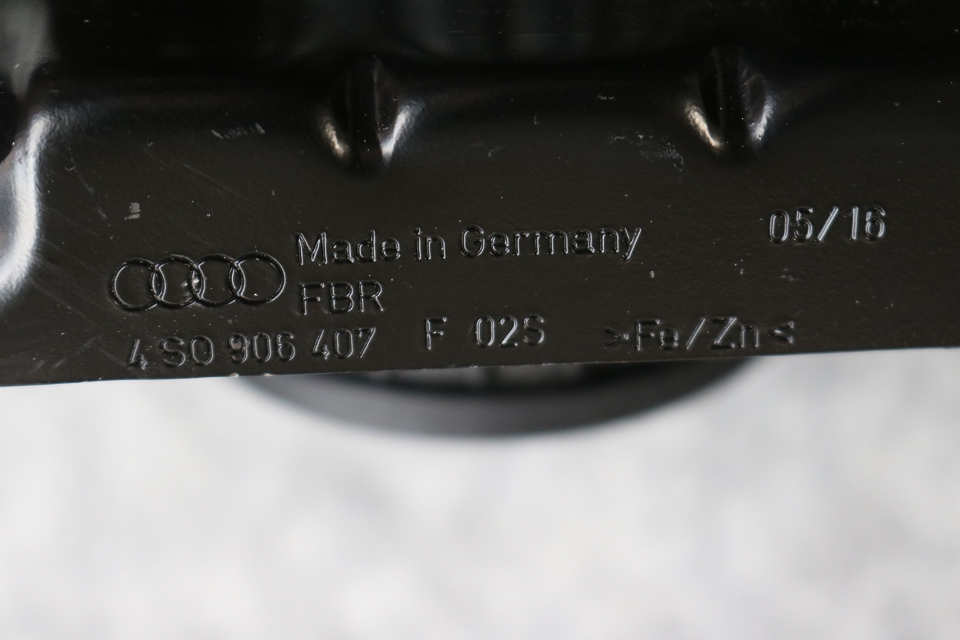 Made in Germany
05/16
FBR
4S0 906 407 F 02S >Fe/Zn<